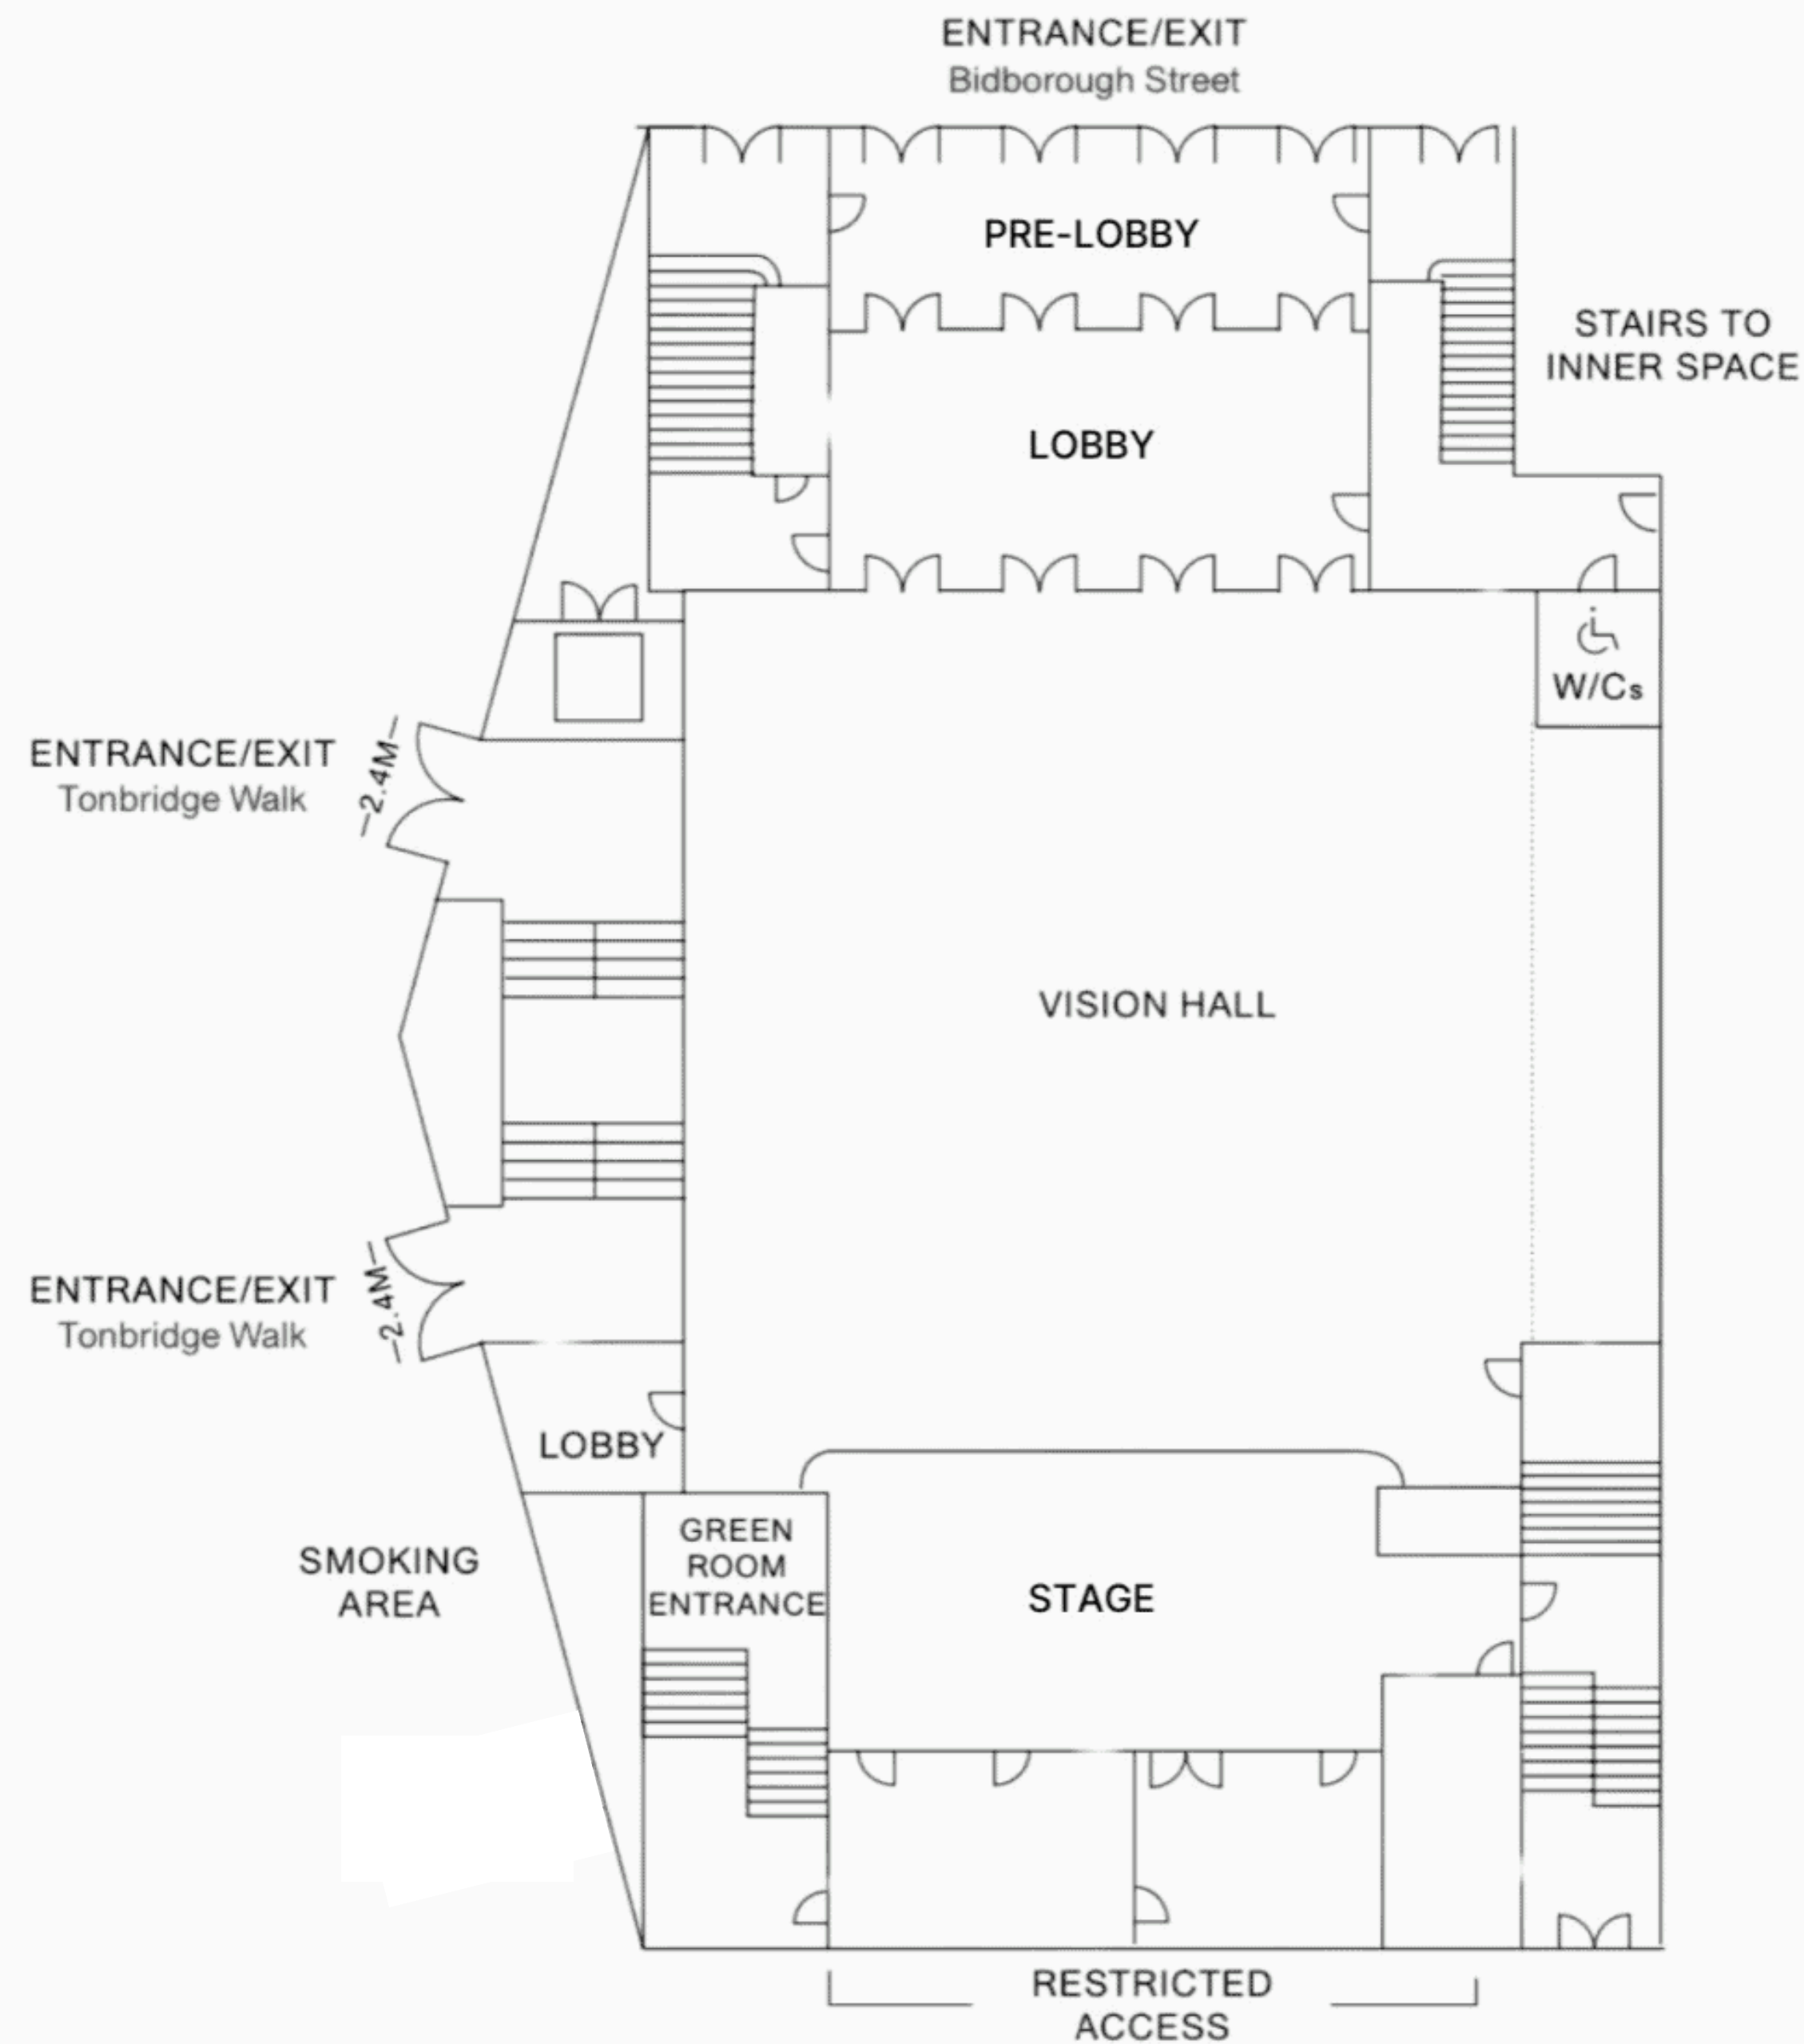 ENTRANCE/EXIT
Bidborough Street
PRE-LOBBY
STAIRS TO
INNER SPACE
LOBBY
W/Cs
ENTRANCE/EXIT
Tonbridge Walk
–2.4M–
VISION HALL
ENTRANCE/EXIT
Tonbridge Walk
–2.4M–
LOBBY
GREEN
ROOM
ENTRANCE
SMOKING
AREA
STAGE
RESTRICTED
ACCESS